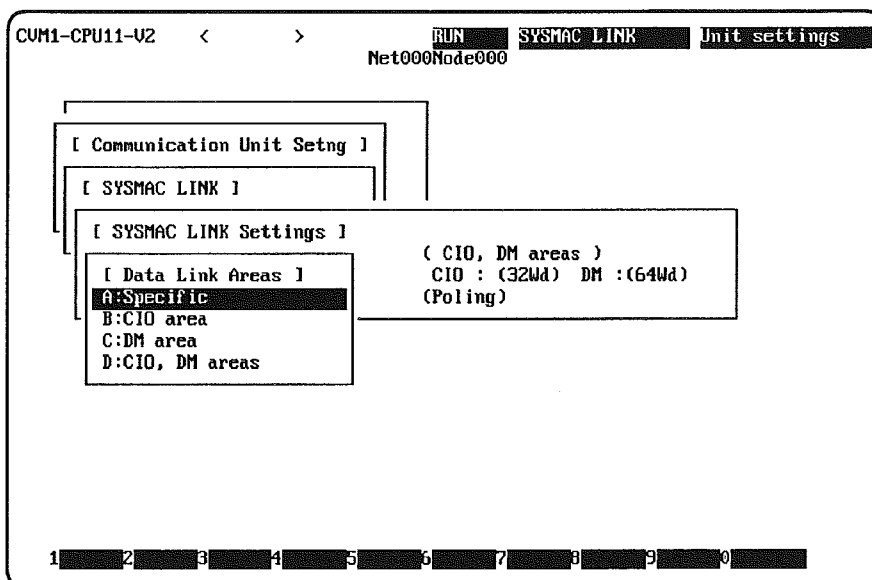 CVM1-CPU11-V2 < > RUN SYSMAC LINK Unit settings
Net000Node000
[ Communication Unit Setng ]
[ SYSMAC LINK ]
[ SYSMAC LINK Settings ]
( CIO, DM areas )
[ Data Link Areas ] CIO : (32Wd) DM :(64Wd)
A:Specific (Poling)
B:CIO area
C:DM area
D:CIO, DM areas
1 2 3 4 5 6 7 8 9 0